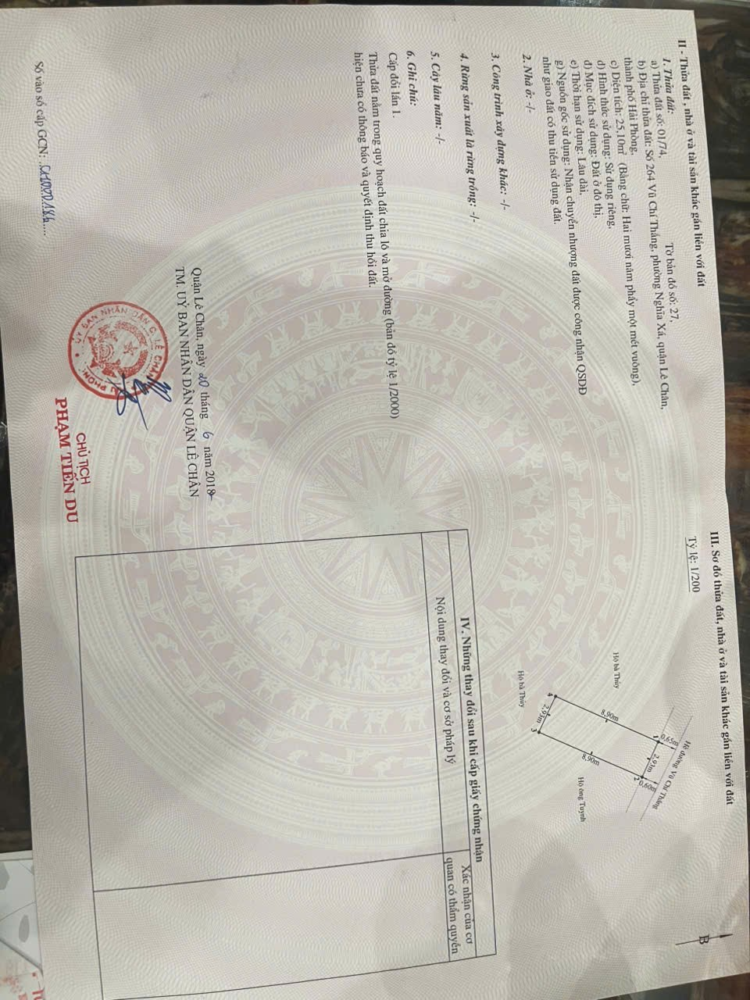 II - Thửa đất , nhà ở và tài sản khác gắn liền với đất
1. Thửa đất:
a) Thửa đất số: 01/74, Tờ bản đồ số: 27,
b) Địa chỉ thửa đất: Số 264 Vũ Chí Thắng, phường Nghĩa Xá, quận Lê Chân,
thành phố Hải Phòng,
c) Diện tích: 25,10m² (Bằng chữ: Hai mươi năm phẩy một mét vuông),
d) Hình thức sử dụng: Sử dụng riêng,
đ) Mục đích sử dụng: Đất ở đô thị,
e) Thời hạn sử dụng: Lâu dài,
g) Nguồn gốc sử dụng: Nhận chuyển nhượng đất được công nhận QSDĐ
như giao đất có thu tiền sử dụng đất.
2. Nhà ở: -/-
3. Công trình xây dựng khác: -/-
4. Rừng sản xuất là rừng trồng: -/-
5. Cây lâu năm: -/-
6. Ghi chú:
Cấp đổi lần 1.
Thửa đất nằm trong quy hoạch đất chia lô và mở đường (bản đồ tỷ lệ 1/2000)
hiện chưa có thông báo và quyết định thu hồi đất.
Quận Lê Chân, ngày 20 tháng 6 năm 2018
TM. UỶ BAN NHÂN DÂN QUẬN LÊ CHÂN
ỦY BAN NHÂN DÂN Q. LÊ CHÂN
CHỦ TỊCH
PHẠM TIẾN DU
Số vào sổ cấp GCN:
III. Sơ đồ thửa đất, nhà ở và tài sản khác gắn liền với đất
Tỷ lệ: 1/200
B
Hè đường Vũ Chí Thắng
0,65m
0,60m
1
2,91m
2
Hộ bà Thúy
8,90m
8,90m
Hộ ông Tuynh
4
2,93m
3
Hộ bà Thúy
IV. Những thay đổi sau khi cấp giấy chứng nhận
Nội dung thay đổi và cơ sở pháp lý
Xác nhận của cơ
quan có thẩm quyền